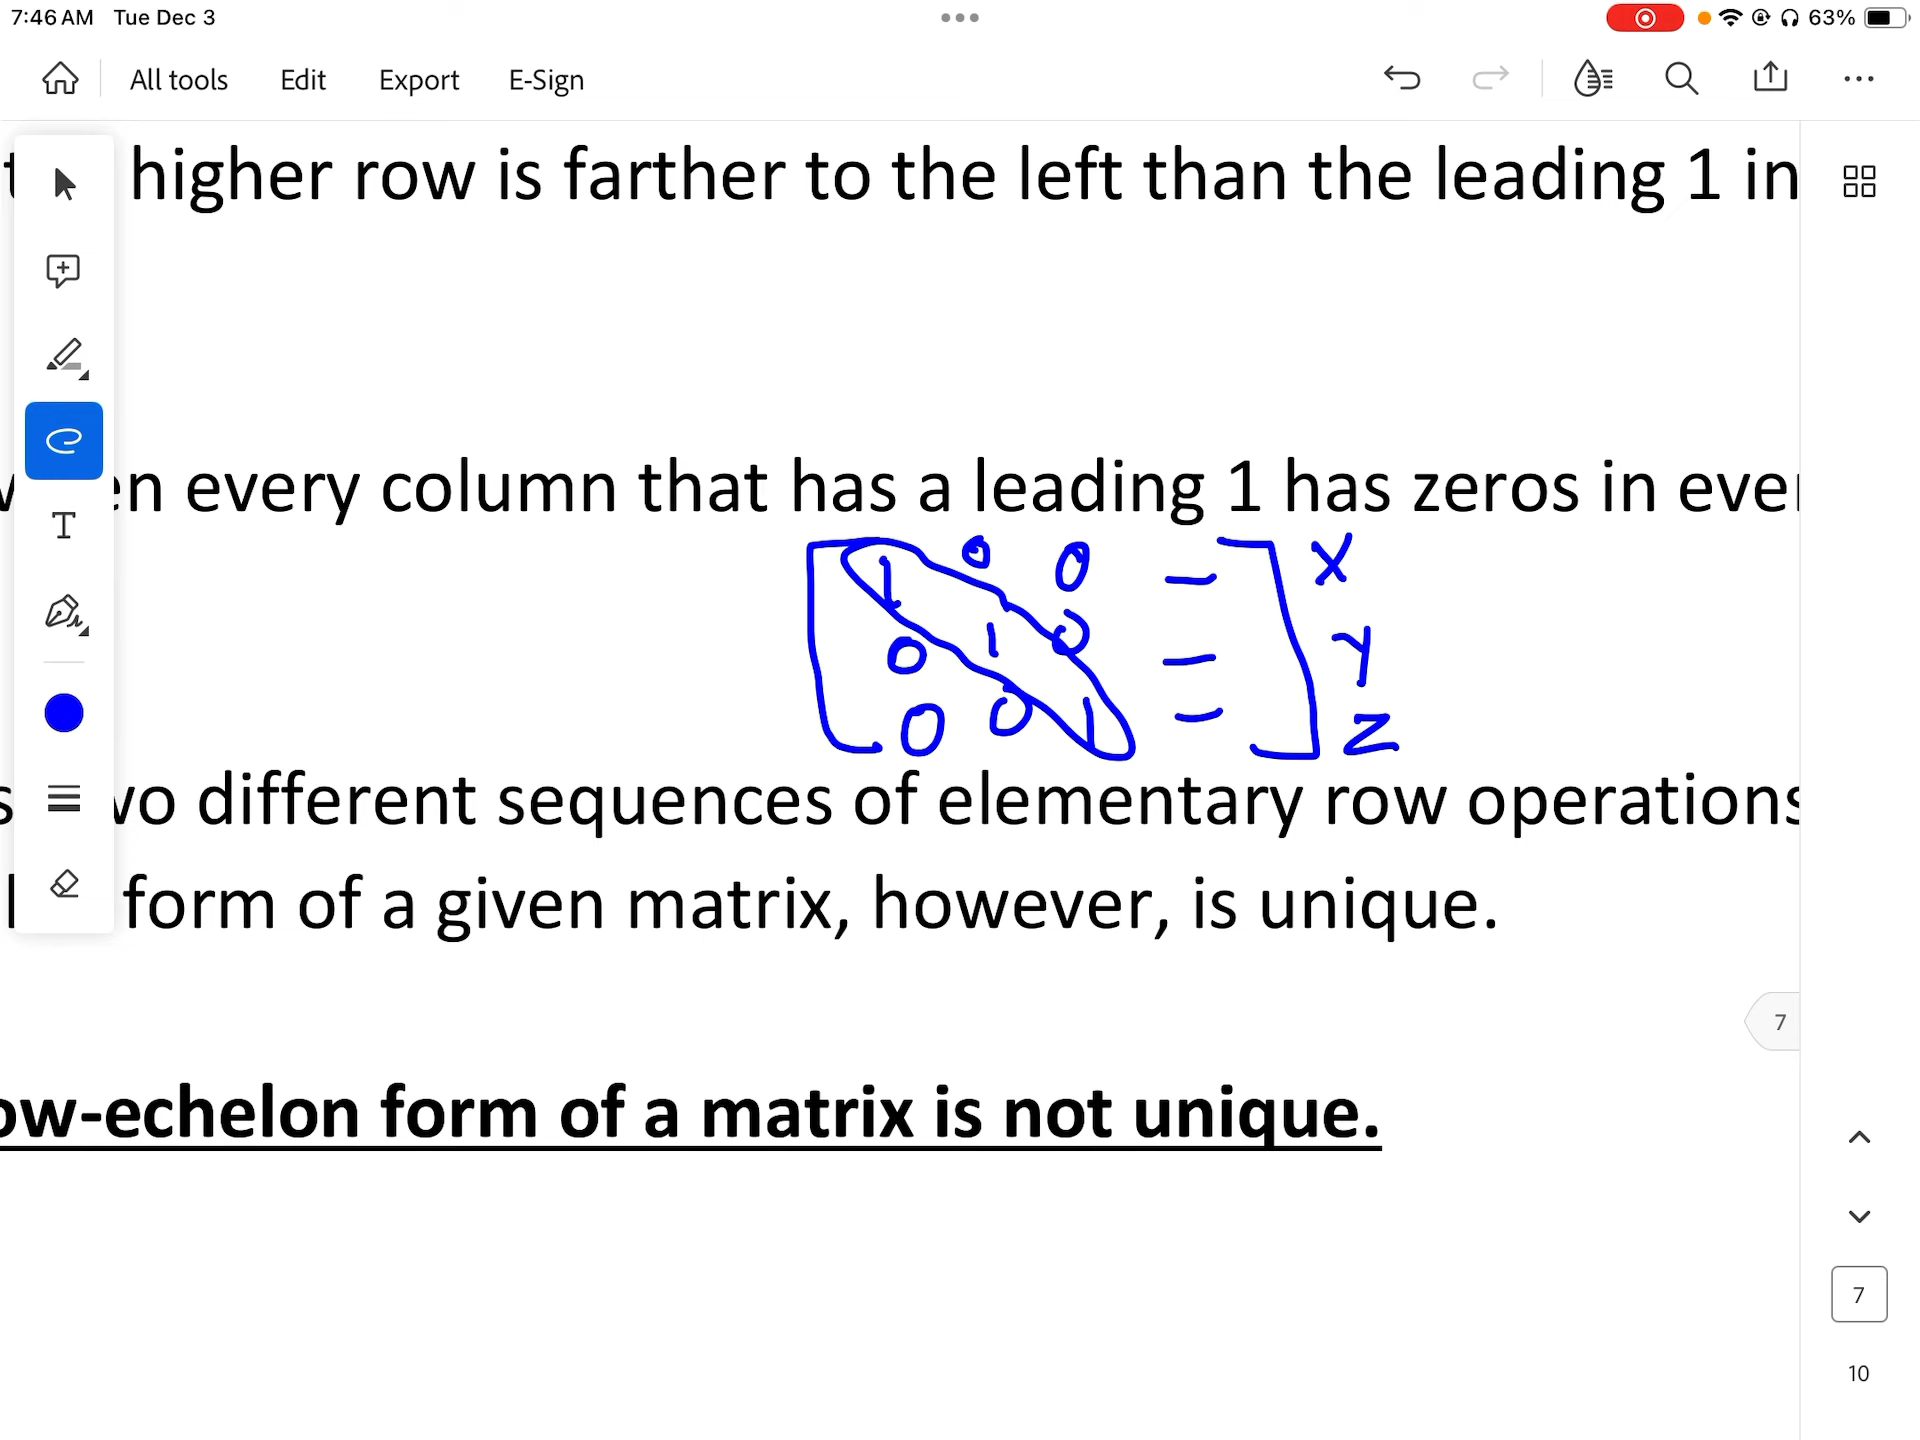 7:46 AM Tue Dec 3
63%
All tools Edit Export E-Sign
higher row is farther to the left than the leading 1 in
every column that has a leading 1 has zeros in
1 0 0 — x
0 1 0 — y
0 0 1 — z
different sequences of elementary row operations
form of a given matrix, however, is unique.
7
ow-echelon form of a matrix is not unique.
7
10